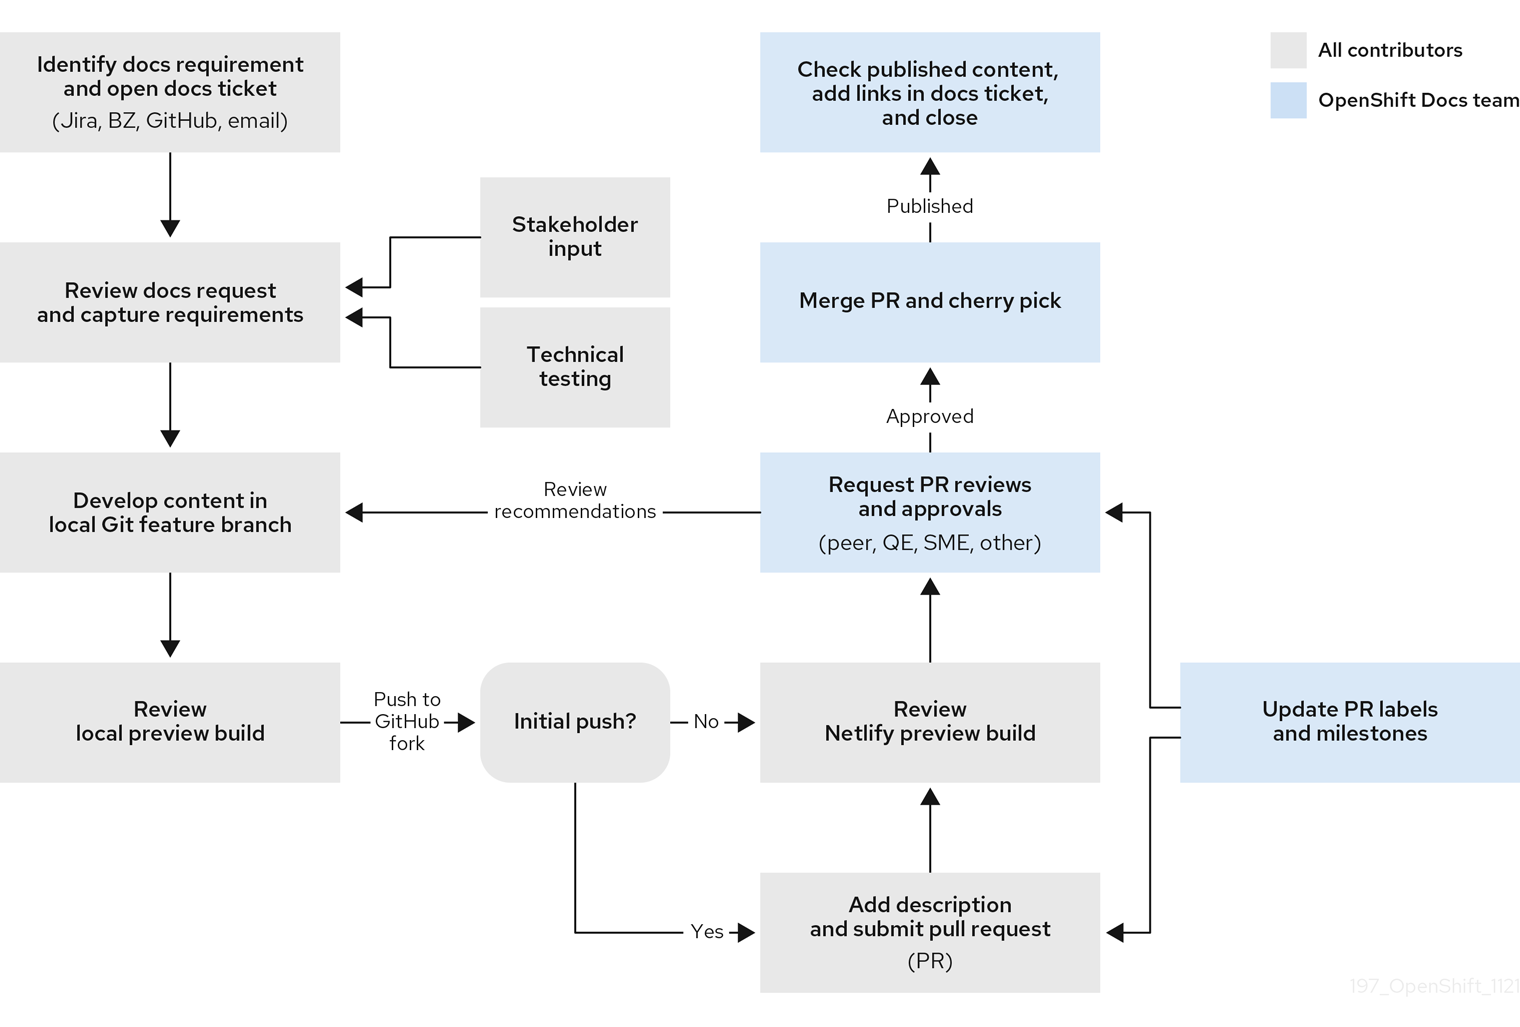 Identify docs requirement
and open docs ticket
(Jira, BZ, GitHub, email)
Check published content,
add links in docs ticket,
and close
All contributors
OpenShift Docs team
Published
Stakeholder
input
Review docs request
and capture requirements
Merge PR and cherry pick
Technical
testing
Approved
Develop content in
local Git feature branch
Review
recommendations
Request PR reviews
and approvals
(peer, QE, SME, other)
Review
local preview build
Push to
GitHub
fork
Initial push?
No
Review
Netlify preview build
Update PR labels
and milestones
Yes
Add description
and submit pull request
(PR)
197_OpenShift_1121